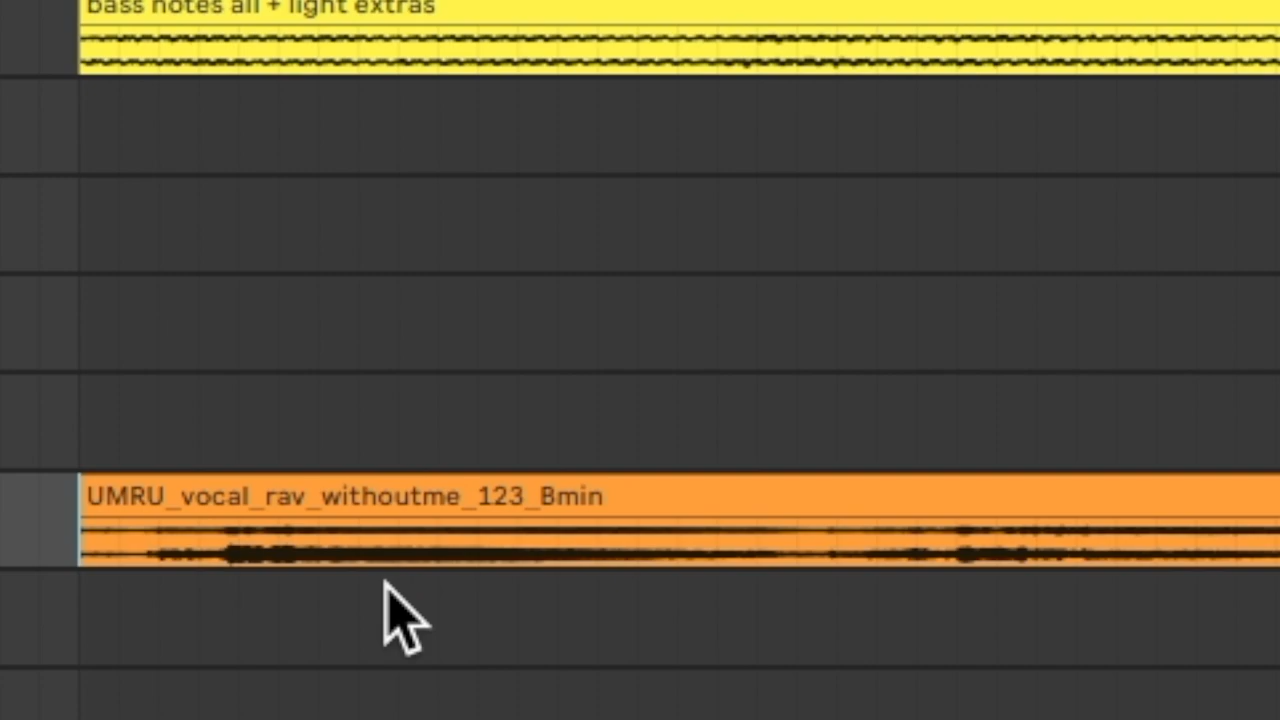 bass notes all + light extras
UMRU_vocal_rav_withoutme_123_Bmin